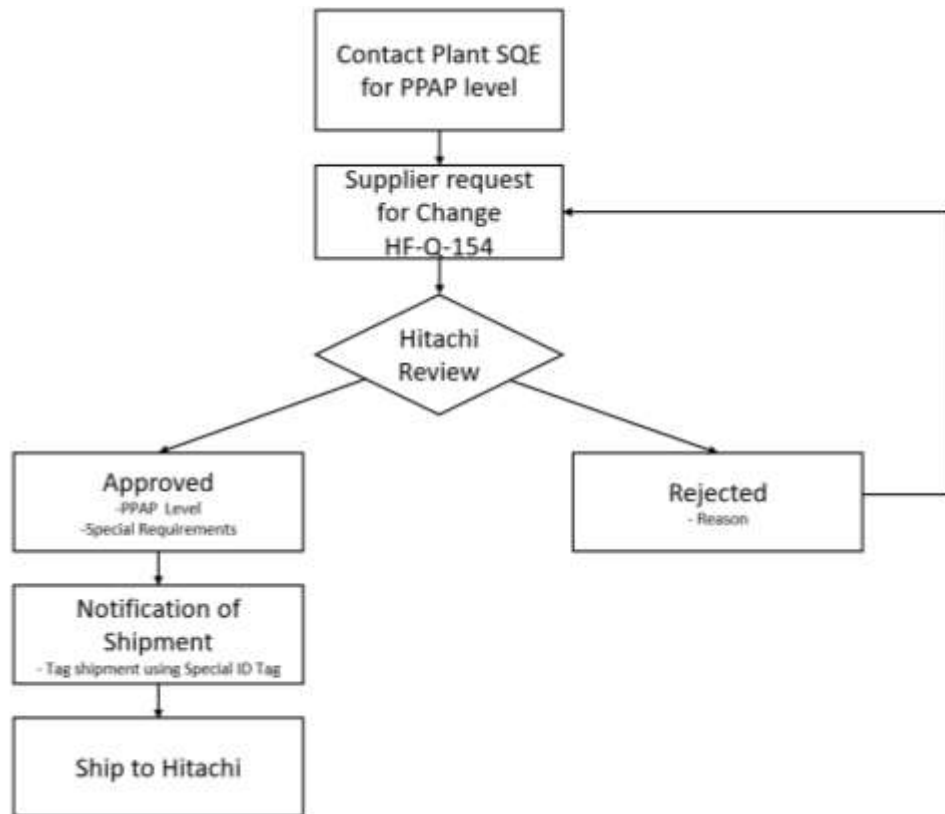 Contact Plant SQE
for PPAP level
Supplier request
for Change
HF-Q-154
Hitachi
Review
Approved
-PPAP Level
-Special Requirements
Rejected
- Reason
Notification of
Shipment
- Tag shipment using Special ID Tag
Ship to Hitachi